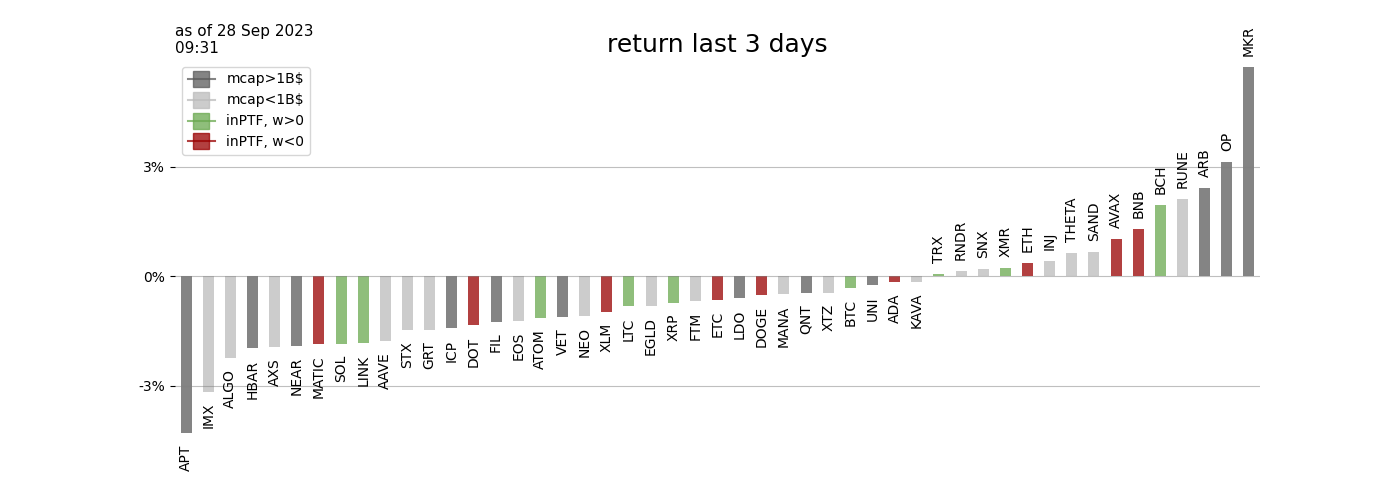 as of 28 Sep 2023
09:31
return last 3 days
mcap>1B$
mcap<1B$
inPTF, w>0
inPTF, w<0
3%
0%
-3%
APT
IMX
ALGO
HBAR
AXS
NEAR
MATIC
SOL
LINK
AAVE
STX
GRT
ICP
DOT
FIL
EOS
ATOM
VET
NEO
XLM
LTC
EGLD
XRP
FTM
ETC
LDO
DOGE
MANA
QNT
XTZ
BTC
UNI
ADA
KAVA
TRX
RNDR
SNX
XMR
ETH
INJ
THETA
SAND
AVAX
BNB
BCH
RUNE
ARB
OP
MKR